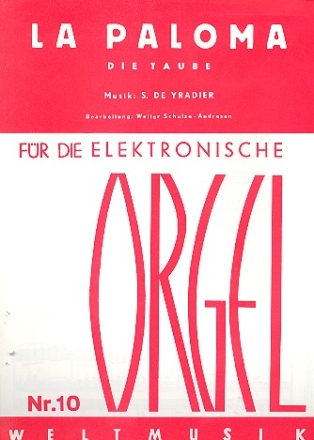 LA PALOMA
DIE TAUBE
Musik: S. DE YRADIER
Bearbeitung: Walter Schulze-Andresen
FÜR DIE ELEKTRONISCHE
ORGEL
Nr.10
WELTMUSIK